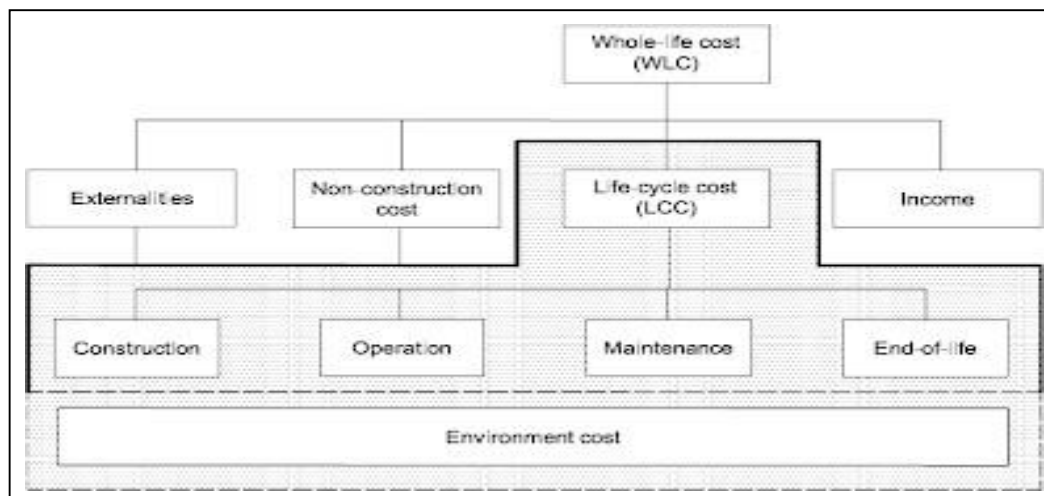 Whole-life cost
(WLC)
Externalities
Non-construction
cost
Life-cycle cost
(LCC)
Income
Construction
Operation
Maintenance
End-of-life
Environment cost